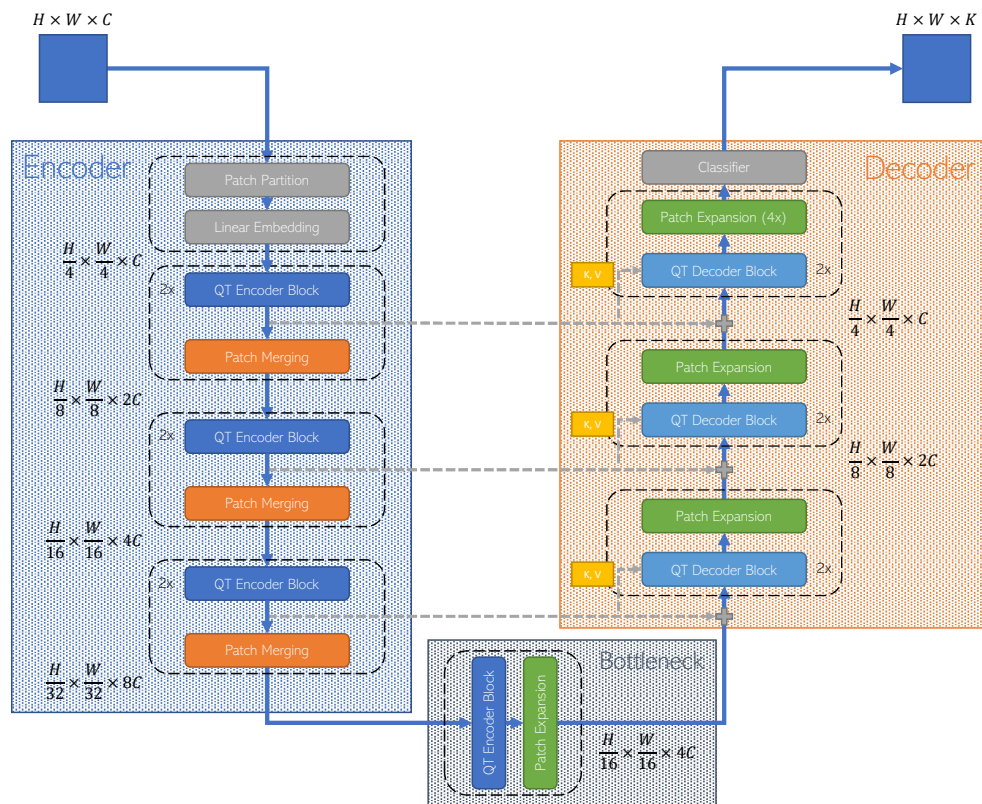 H × W × C
H × W × K
Encoder
Patch Partition
Linear Embedding
H/4 × W/4 × C
2x
QT Encoder Block
Patch Merging
H/8 × W/8 × 2C
2x
QT Encoder Block
Patch Merging
H/16 × W/16 × 4C
2x
QT Encoder Block
Patch Merging
H/32 × W/32 × 8C
Bottleneck
QT Encoder Block
Patch Expansion
H/16 × W/16 × 4C
Decoder
Classifier
Patch Expansion (4x)
K, V
QT Decoder Block
2x
H/4 × W/4 × C
Patch Expansion
K, V
QT Decoder Block
2x
H/8 × W/8 × 2C
Patch Expansion
K, V
QT Decoder Block
2x